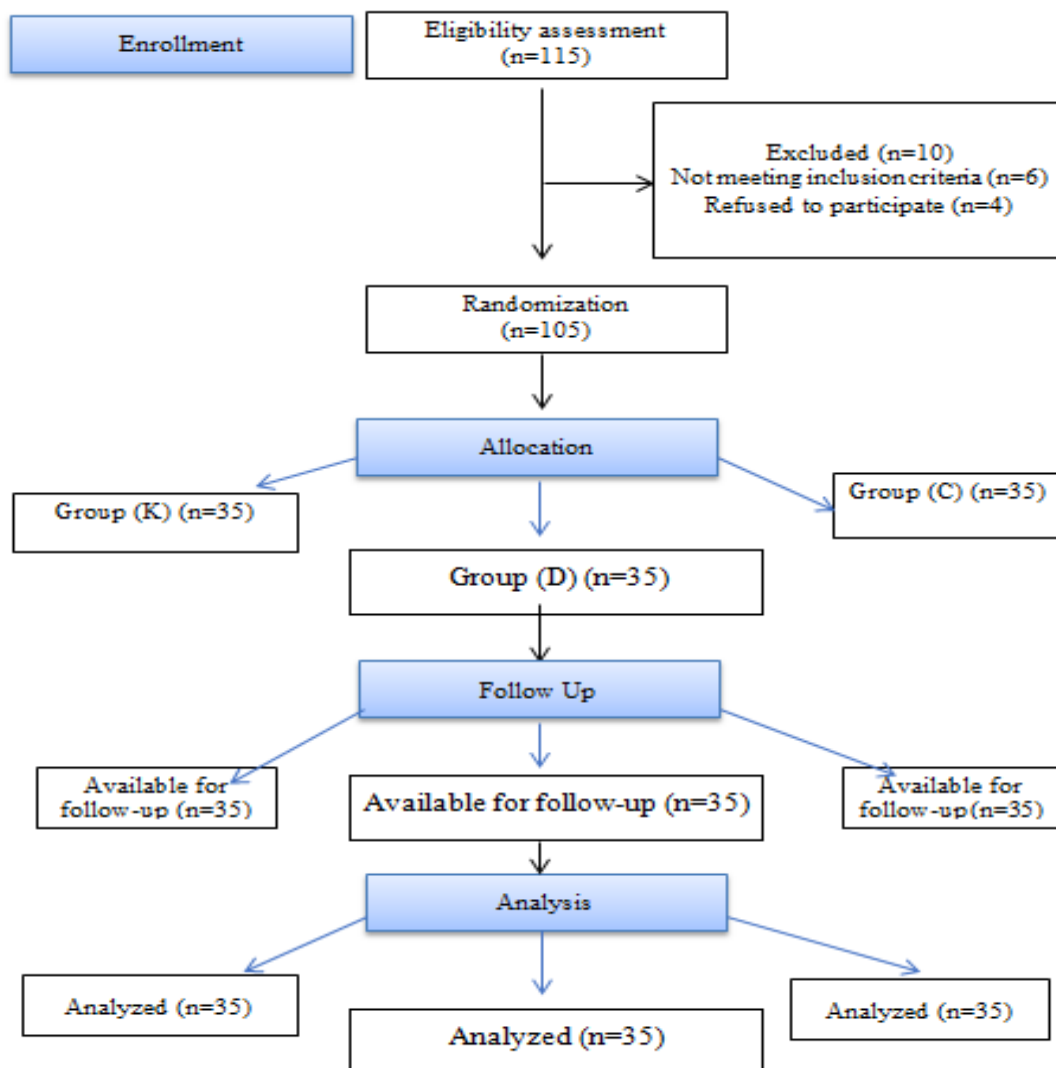 Enrollment
Eligibility assessment
(n=115)
Excluded (n=10)
Not meeting inclusion criteria (n=6)
Refused to participate (n=4)
Randomization
(n=105)
Allocation
Group (K) (n=35)
Group (C) (n=35)
Group (D) (n=35)
Follow Up
Available for
follow-up (n=35)
Available for follow-up (n=35)
Available for
follow-up (n=35)
Analysis
Analyzed (n=35)
Analyzed (n=35)
Analyzed (n=35)